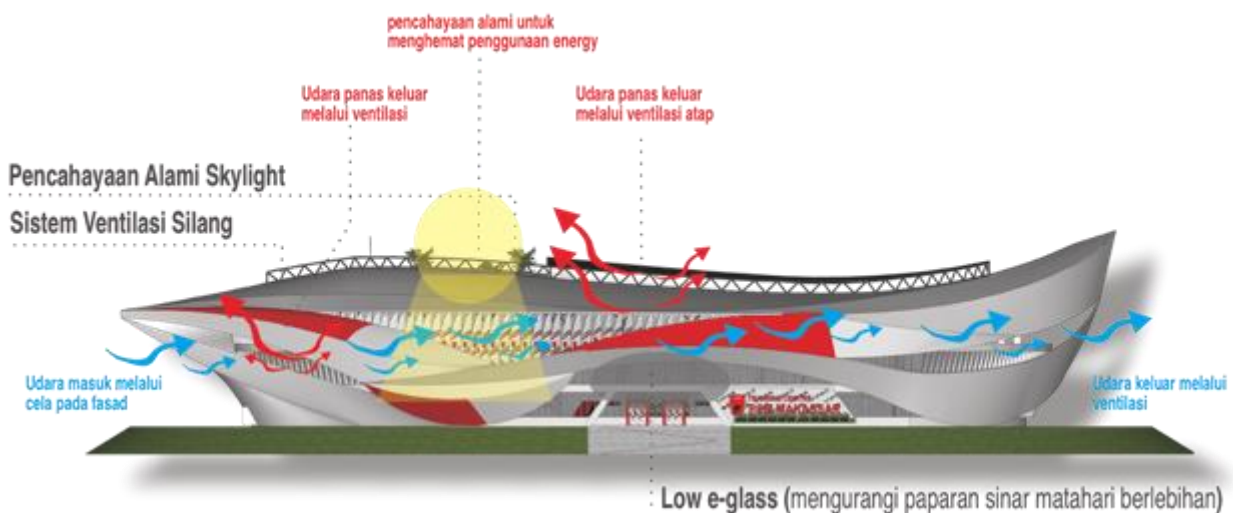 pencahayaan alami untuk
menghemat penggunaan energy
Udara panas keluar
melalui ventilasi
Udara panas keluar
melalui ventilasi atap
Pencahayaan Alami Skylight
Sistem Ventilasi Silang
Udara masuk melalui
cela pada fasad
Udara keluar melalui
ventilasi
Low e-glass (mengurangi paparan sinar matahari berlebihan)